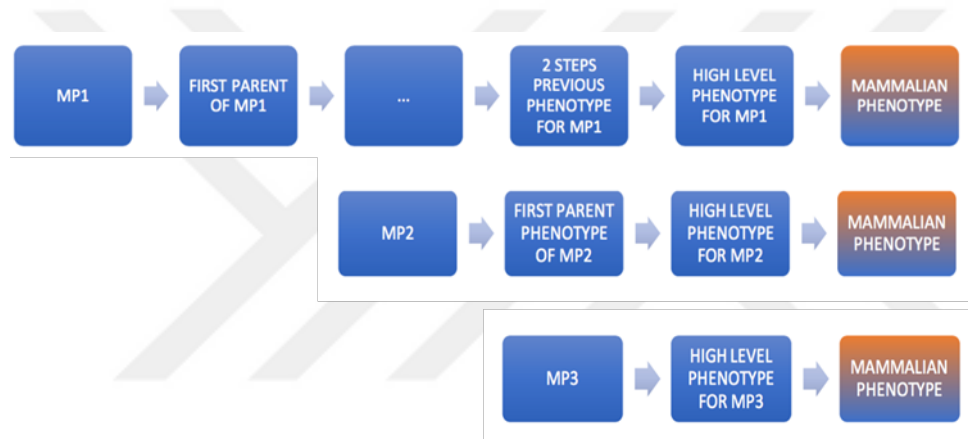 MP1
FIRST PARENT
OF MP1
...
2 STEPS
PREVIOUS
PHENOTYPE
FOR MP1
HIGH LEVEL
PHENOTYPE
FOR MP1
MAMMALIAN
PHENOTYPE
MP2
FIRST PARENT
PHENOTYPE
OF MP2
HIGH LEVEL
PHENOTYPE
FOR MP2
MAMMALIAN
PHENOTYPE
MP3
HIGH LEVEL
PHENOTYPE
FOR MP3
MAMMALIAN
PHENOTYPE